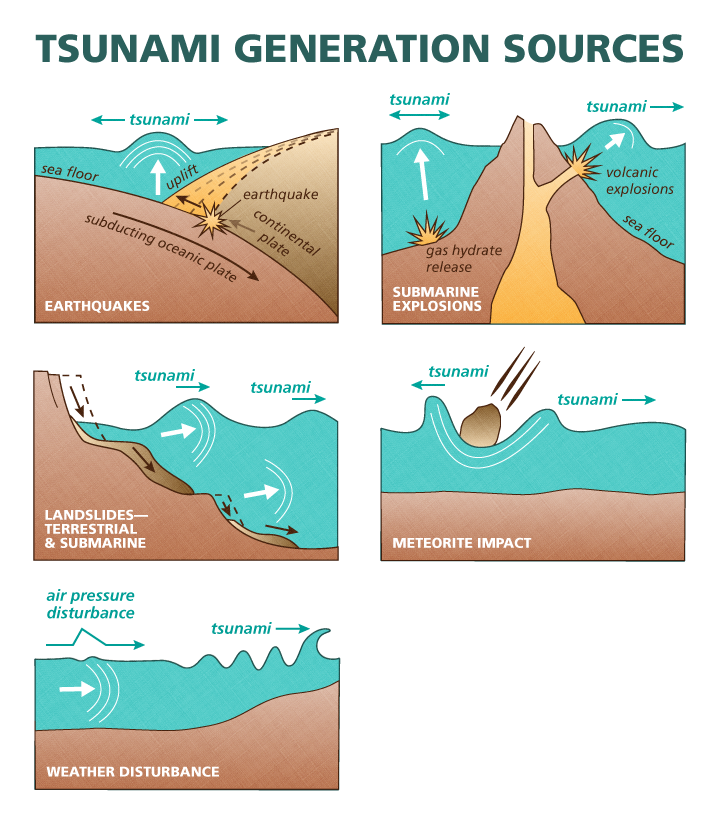 TSUNAMI GENERATION SOURCES
tsunami
sea floor
uplift
earthquake
continental
plate
subducting oceanic plate
EARTHQUAKES
tsunami
tsunami
volcanic
explosions
sea floor
gas hydrate
release
SUBMARINE
EXPLOSIONS
tsunami
tsunami
LANDSLIDES—
TERRESTRIAL
& SUBMARINE
tsunami
tsunami
METEORITE IMPACT
air pressure
disturbance
tsunami
WEATHER DISTURBANCE